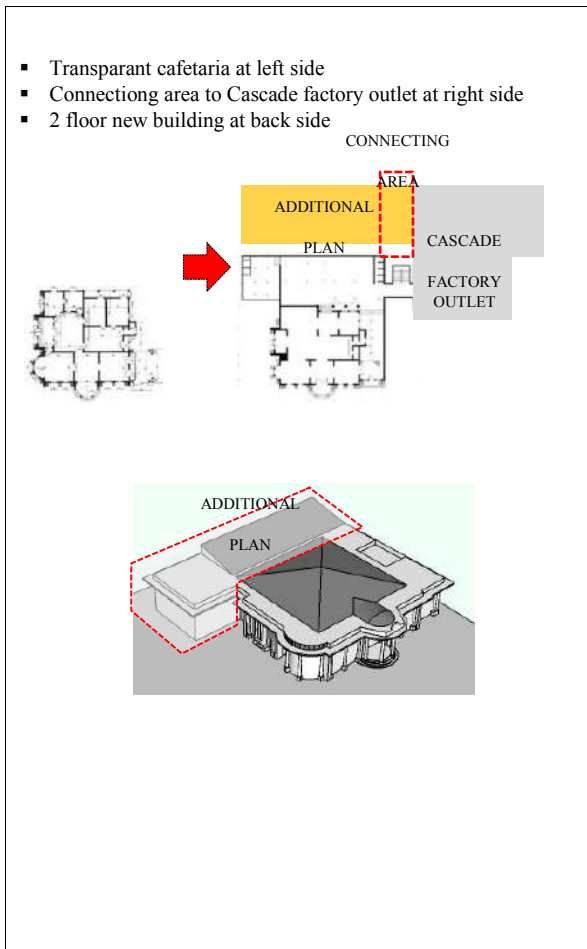 ▪ Transparant cafetaria at left side
▪ Connectiong area to Cascade factory outlet at right side
▪ 2 floor new building at back side
CONNECTING
AREA
ADDITIONAL
PLAN
CASCADE
FACTORY
OUTLET
ADDITIONAL
PLAN